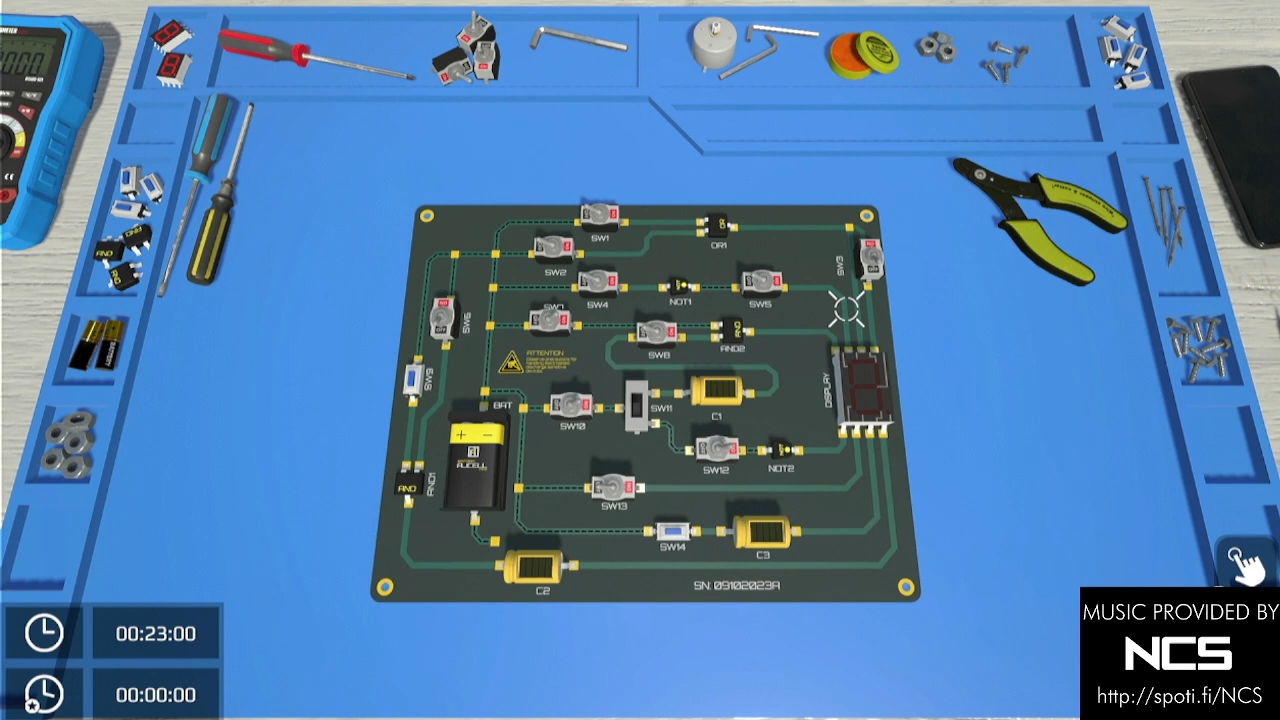 SW1
OR1
SW2
SW3
SW4
NOT1
SW5
SW6
SW7
SW8
AND
AND2
ATTENTION
SW9
DISPLAY
BAT
SW10
SW11
C1
+ -
SW12
NOT2
AND
AND1
SW13
SW14
C3
C2
SN: 09102023A
00:23:00
00:00:00
MUSIC PROVIDED BY
NCS
http://spoti.fi/NCS